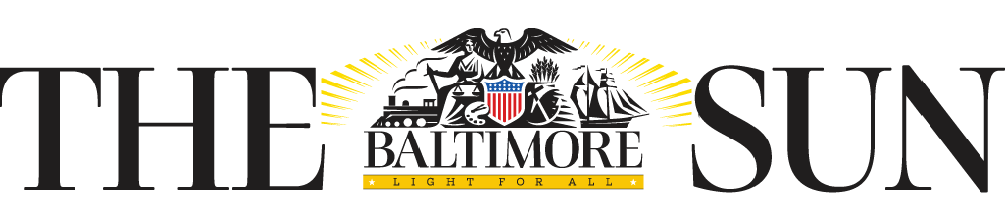 THE BALTIMORE SUN
LIGHT FOR ALL